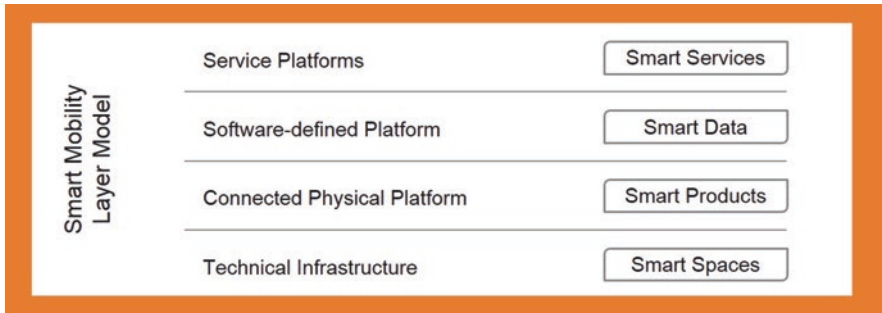 Smart Mobility
Layer Model
Service Platforms
Smart Services
Software-defined Platform
Smart Data
Connected Physical Platform
Smart Products
Technical Infrastructure
Smart Spaces